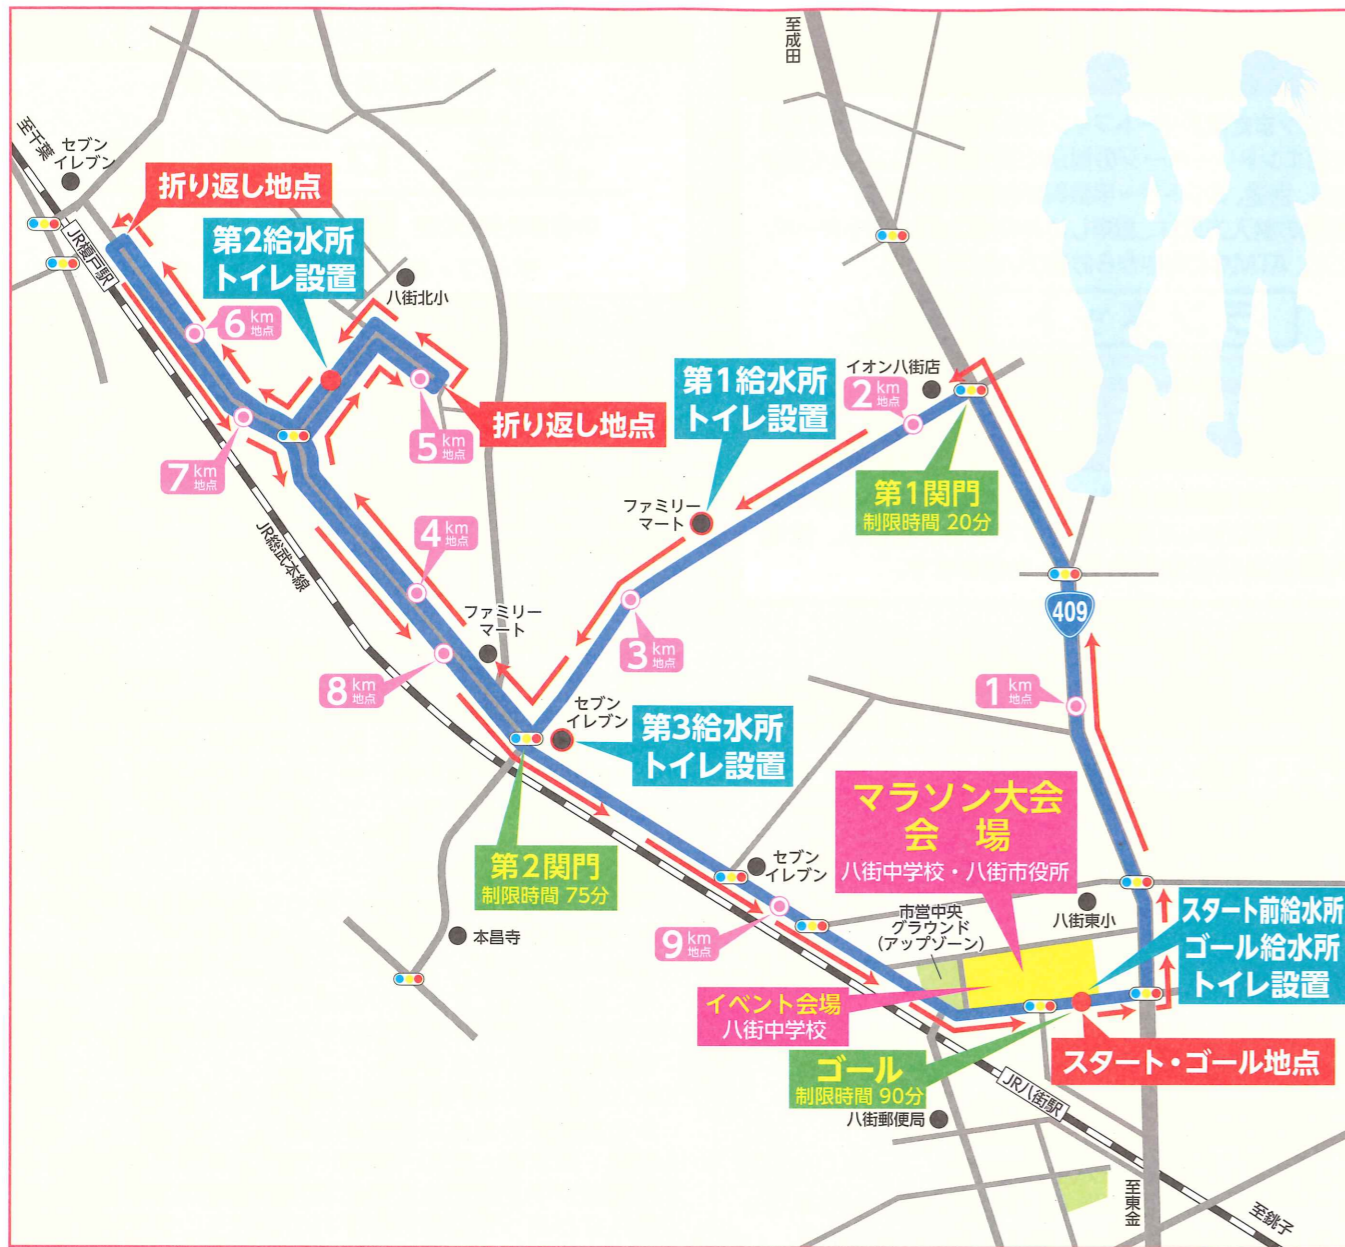 至成田
至千葉
セブン
イレブン
折り返し地点
JR榎戸駅
第2給水所
トイレ設置
八街北小
6km地点
イオン八街店
2km地点
第1給水所
トイレ設置
折り返し地点
5km地点
7km地点
第1関門
制限時間 20分
ファミリー
マート
4km地点
JR総武本線
409
ファミリー
マート
3km地点
8km地点
1km地点
セブン
イレブン
第3給水所
トイレ設置
マラソン大会
会 場
八街中学校・八街市役所
第2関門
制限時間 75分
セブン
イレブン
八街東小
スタート前給水所
ゴール給水所
トイレ設置
市営中央
グラウンド
(アップゾーン)
9km地点
本昌寺
イベント会場
八街中学校
ゴール
制限時間 90分
スタート・ゴール地点
JR八街駅
八街郵便局
至東金
至銚子